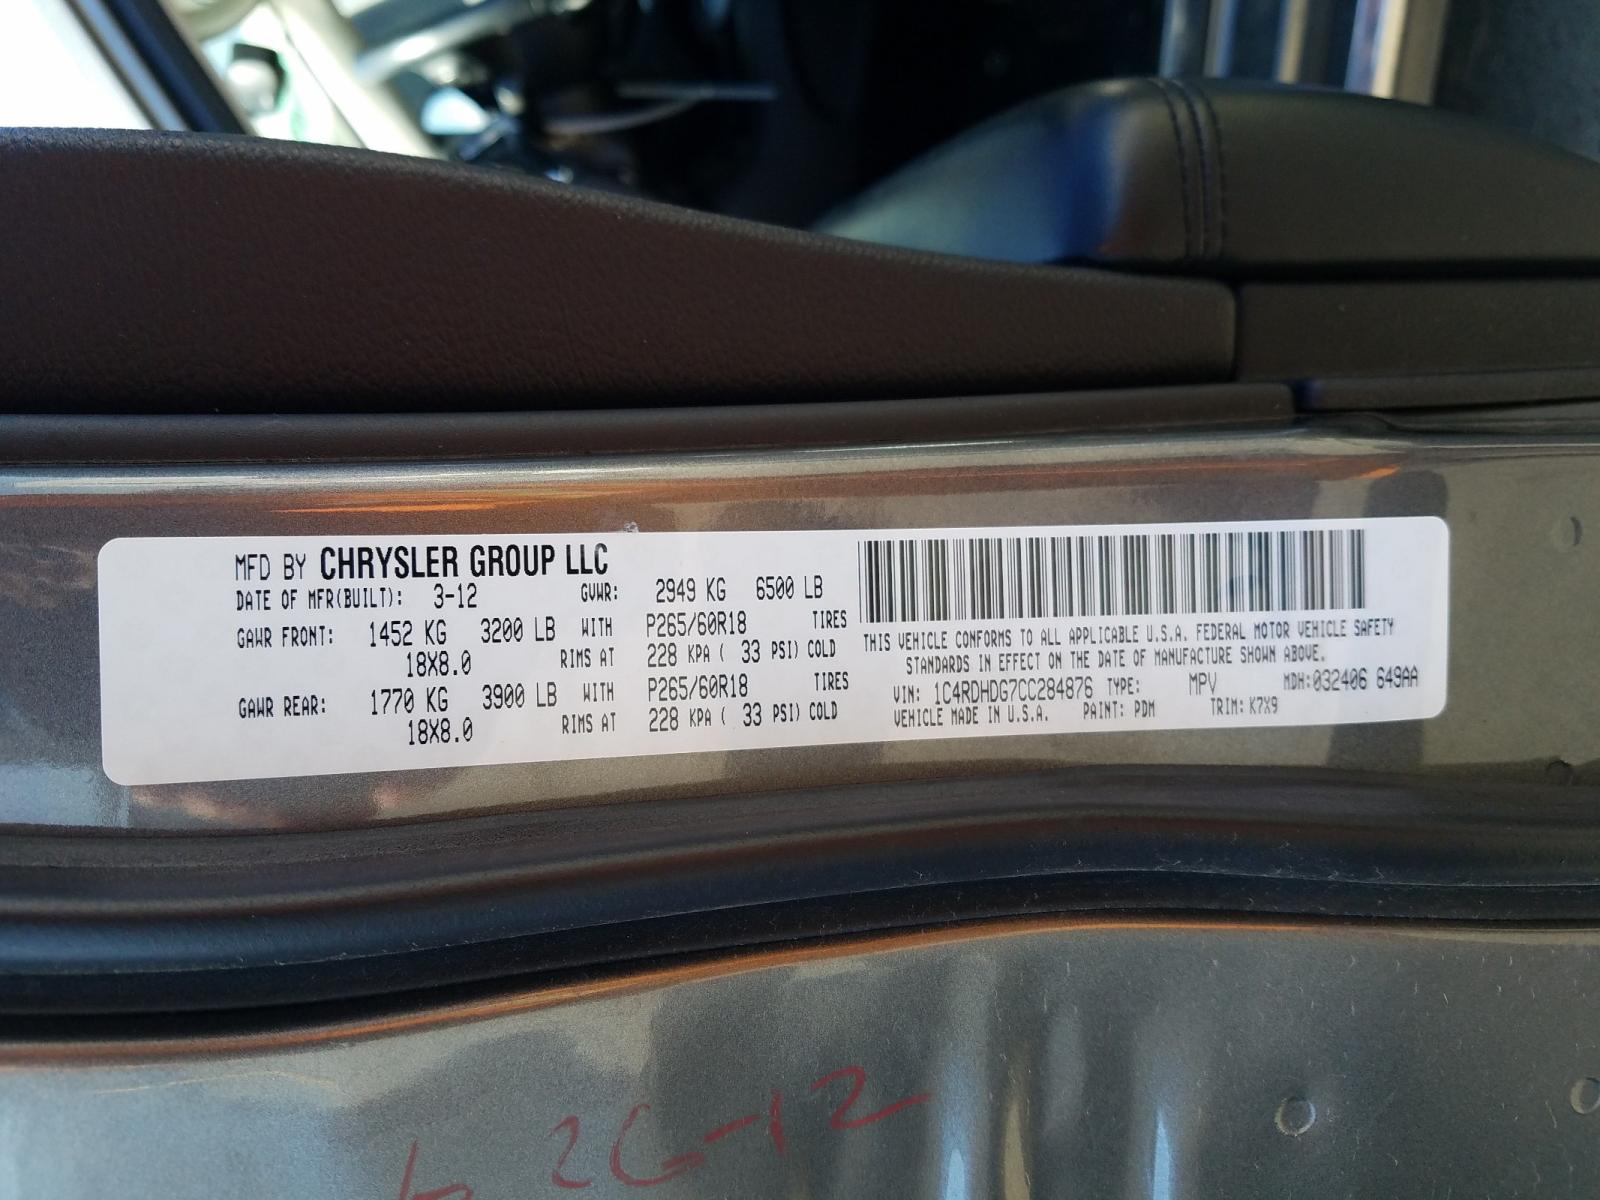 MFD BY CHRYSLER GROUP LLC
DATE OF MFR(BUILT): 3-12 GVWR: 2949 KG 6500 LB
GAWR FRONT: 1452 KG 3200 LB WITH P265/60R18 TIRES
18X8.0 RIMS AT 228 KPA ( 33 PSI) COLD
GAWR REAR: 1770 KG 3900 LB WITH P265/60R18 TIRES
18X8.0 RIMS AT 228 KPA ( 33 PSI) COLD
THIS VEHICLE CONFORMS TO ALL APPLICABLE U.S.A. FEDERAL MOTOR VEHICLE SAFETY
STANDARDS IN EFFECT ON THE DATE OF MANUFACTURE SHOWN ABOVE.
VIN: 1C4RDHDG7CC284876 TYPE: MPV MDH:032406 649AA
VEHICLE MADE IN U.S.A. PAINT: PDM TRIM: K7X9
26-12